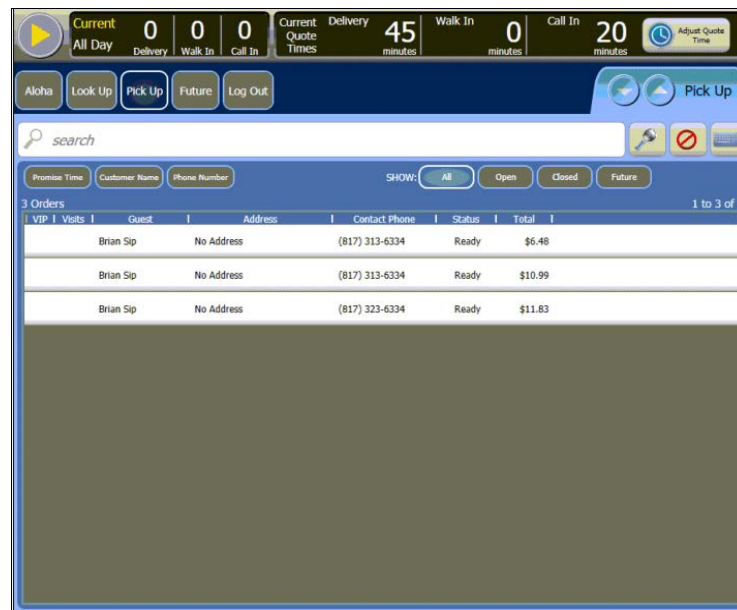 Current All Day
0 Delivery
0 Walk In
0 Call In
Current Quote Times
Delivery 45 minutes
Walk In 0 minutes
Call In 20 minutes
Adjust Quote Time
Aloha Look Up Pick Up Future Log Out Pick Up
search
Promise Time Customer Name Phone Number SHOW: All Open Closed Future
3 Orders 1 to 3 of
VIP Visits Guest Address Contact Phone Status Total
Brian Sip No Address (817) 313-6334 Ready $6.48
Brian Sip No Address (817) 313-6334 Ready $10.99
Brian Sip No Address (817) 323-6334 Ready $11.83